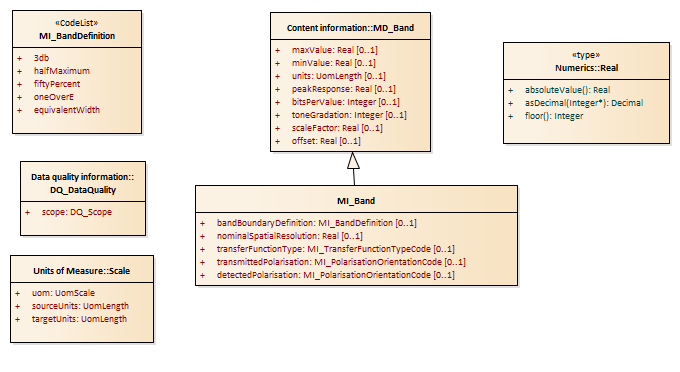 «CodeList»
MI_BandDefinition
+ 3db
+ halfMaximum
+ fiftyPercent
+ oneOverE
+ equivalentWidth
Content information::MD_Band
+ maxValue: Real [0..1]
+ minValue: Real [0..1]
+ units: UomLength [0..1]
+ peakResponse: Real [0..1]
+ bitsPerValue: Integer [0..1]
+ toneGradation: Integer [0..1]
+ scaleFactor: Real [0..1]
+ offset: Real [0..1]
«type»
Numerics::Real
+ absoluteValue(): Real
+ asDecimal(Integer*): Decimal
+ floor(): Integer
Data quality information::
DQ_DataQuality
+ scope: DQ_Scope
MI_Band
+ bandBoundaryDefinition: MI_BandDefinition [0..1]
+ nominalSpatialResolution: Real [0..1]
+ transferFunctionType: MI_TransferFunctionTypeCode [0..1]
+ transmittedPolarisation: MI_PolarisationOrientationCode [0..1]
+ detectedPolarisation: MI_PolarisationOrientationCode [0..1]
Units of Measure::Scale
+ uom: UomScale
+ sourceUnits: UomLength
+ targetUnits: UomLength